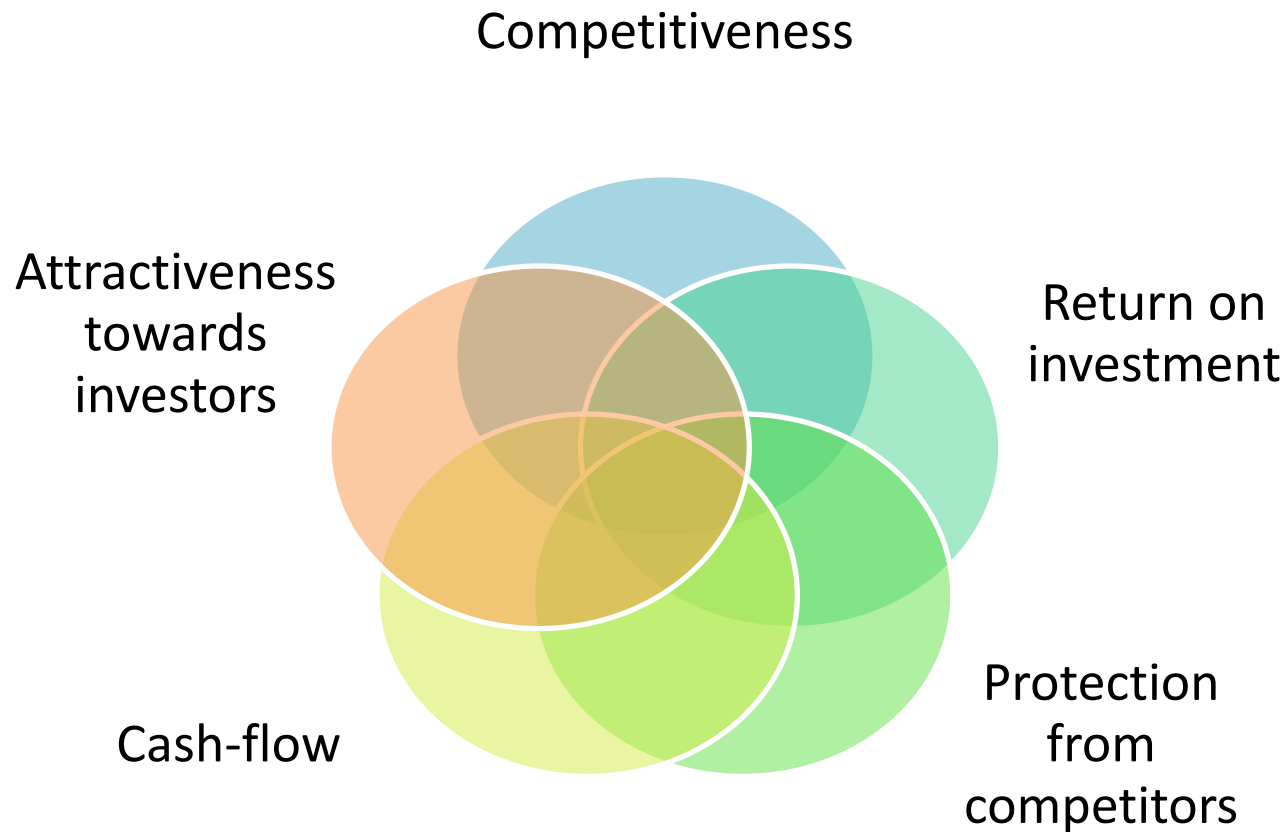 Competitiveness
Attractiveness
towards
investors
Return on
investment
Cash-flow
Protection
from
competitors